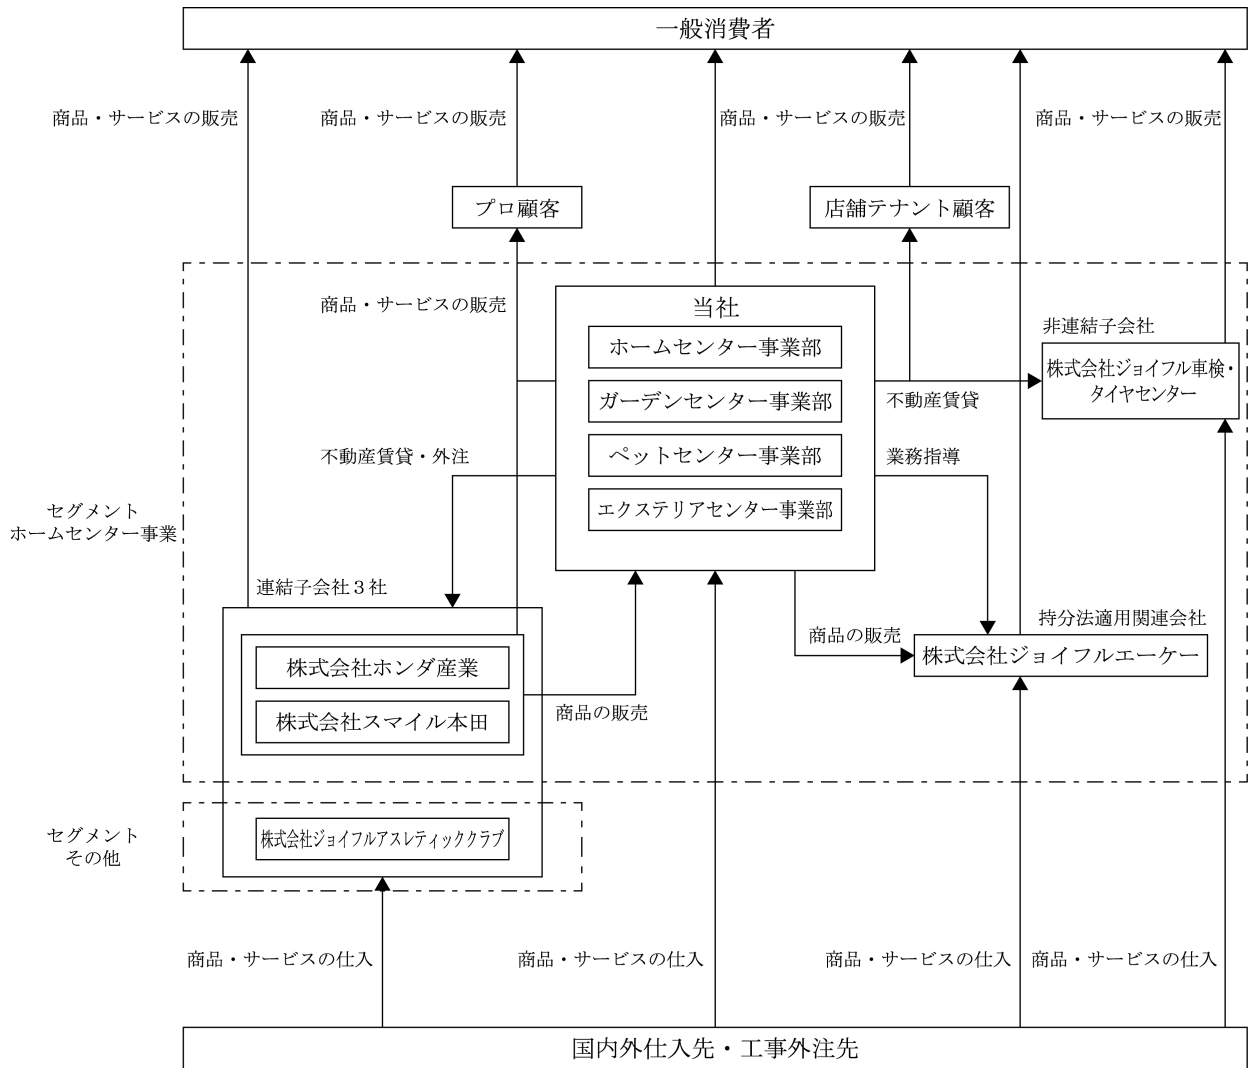 一般消費者
商品・サービスの販売
商品・サービスの販売
商品・サービスの販売
商品・サービスの販売
プロ顧客
店舗テナント顧客
商品・サービスの販売
当社
ホームセンター事業部
ガーデンセンター事業部
ペットセンター事業部
エクステリアセンター事業部
非連結子会社
株式会社ジョイフル車検・
タイヤセンター
不動産賃貸
不動産賃貸・外注
業務指導
セグメント
ホームセンター事業
連結子会社３社
持分法適用関連会社
商品の販売
株式会社ジョイフルエーケー
株式会社ホンダ産業
株式会社スマイル本田
商品の販売
セグメント
その他
株式会社ジョイフルアスレティッククラブ
商品・サービスの仕入
商品・サービスの仕入
商品・サービスの仕入
商品・サービスの仕入
国内外仕入先・工事外注先